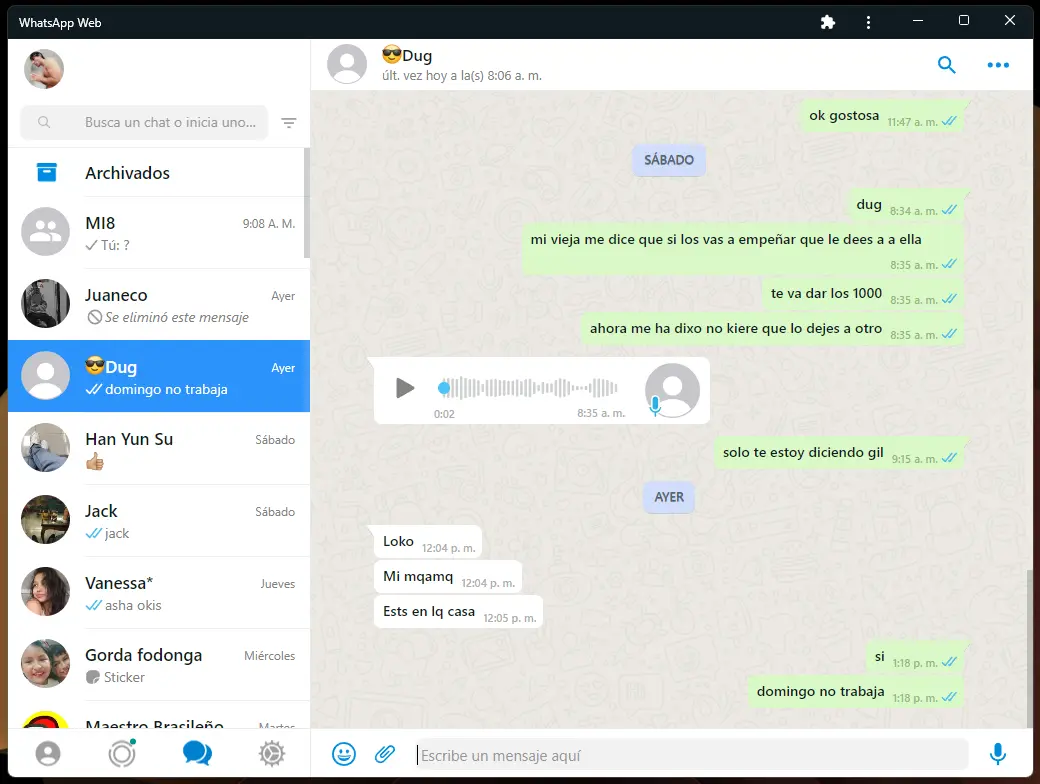 WhatsApp Web
Busca un chat o inicia uno...
Archivados
MI8
9:08 A. M.
Tú: ?
Juaneco
Ayer
Se eliminó este mensaje
😎Dug
Ayer
domingo no trabaja
Han Yun Su
Sábado
👍🏼
Jack
Sábado
jack
Vanessa*
Jueves
asha okis
Gorda fodonga
Miércoles
Sticker
Maestro Brasileño
Martes
😎Dug
últ. vez hoy a la(s) 8:06 a. m.
ok gostosa 11:47 a. m.
SÁBADO
dug 8:34 a. m.
mi vieja me dice que si los vas a empeñar que le dees a a ella
8:35 a. m.
te va dar los 1000 8:35 a. m.
ahora me ha dixo no kiere que lo dejes a otro 8:35 a. m.
0:02 8:35 a. m.
solo te estoy diciendo gil 9:15 a. m.
AYER
Loko 12:04 p. m.
Mi mqamq 12:04 p. m.
Ests en lq casa 12:05 p. m.
si 1:18 p. m.
domingo no trabaja 1:18 p. m.
Escribe un mensaje aquí